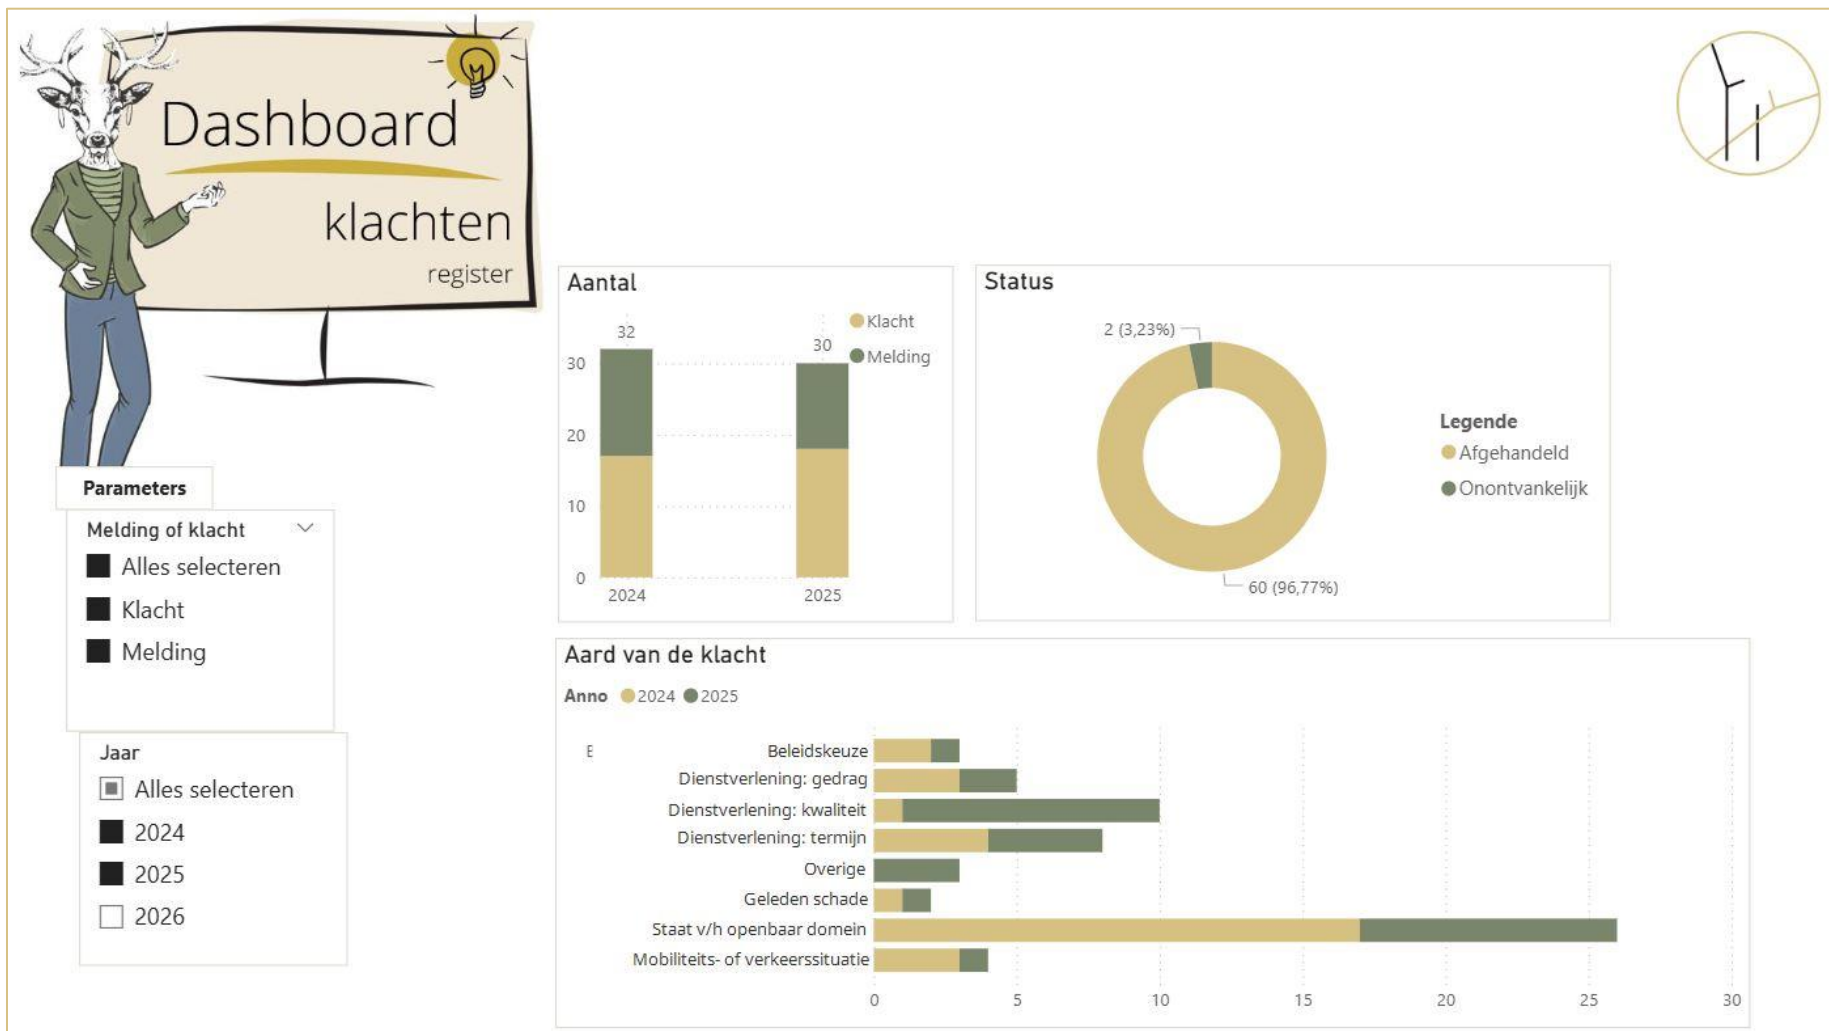 Dashboard
klachten
register
Parameters
Melding of klacht
Alles selecteren
Klacht
Melding
Jaar
Alles selecteren
2024
2025
2026
Aantal
Klacht
Melding
32
30
30
20
10
0
2024
2025
Status
2 (3,23%)
60 (96,77%)
Legende
Afgehandeld
Onontvankelijk
Aard van de klacht
Anno 2024 2025
Beleidskeuze
Dienstverlening: gedrag
Dienstverlening: kwaliteit
Dienstverlening: termijn
Overige
Geleden schade
Staat v/h openbaar domein
Mobiliteits- of verkeerssituatie
0 5 10 15 20 25 30